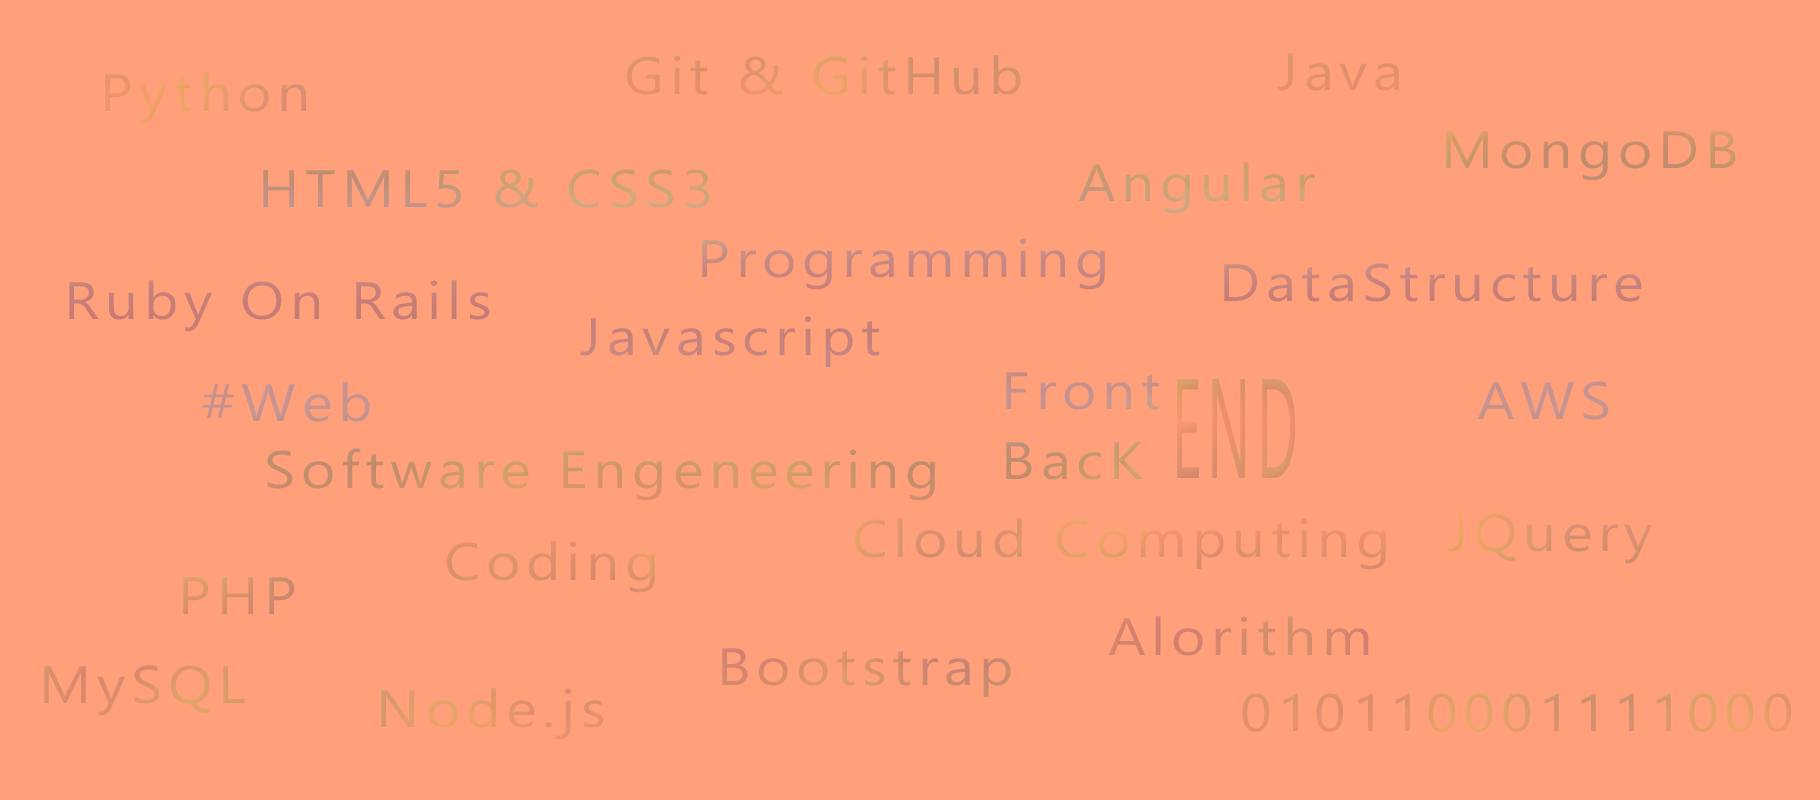 Python
Git & GitHub
Java
MongoDB
HTML5 & CSS3
Angular
Programming
DataStructure
Ruby On Rails
Javascript
#Web
Front
END
AWS
BacK
Software Engeneering
Cloud Computing
JQuery
Coding
PHP
Alorithm
Bootstrap
MySQL
Node.js
010110001111000